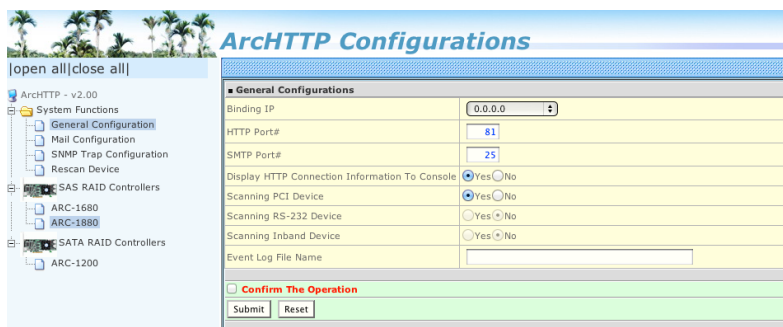 ArcHTTP Configurations
|open all|close all|
ArcHTTP - v2.00
System Functions
General Configuration
Mail Configuration
SNMP Trap Configuration
Rescan Device
SAS RAID Controllers
ARC-1680
ARC-1880
SATA RAID Controllers
ARC-1200
General Configurations
Binding IP 0.0.0.0
HTTP Port# 81
SMTP Port# 25
Display HTTP Connection Information To Console Yes No
Scanning PCI Device Yes No
Scanning RS-232 Device Yes No
Scanning Inband Device Yes No
Event Log File Name
Confirm The Operation
Submit Reset